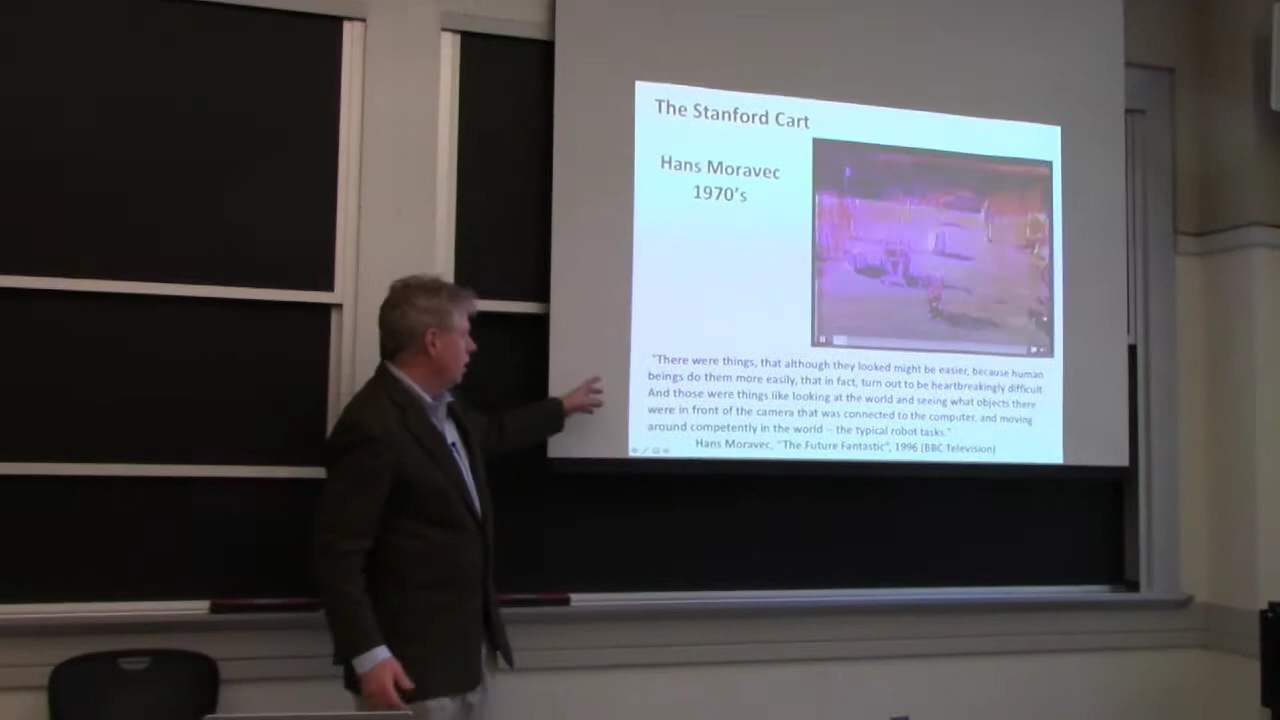 The Stanford Cart
Hans Moravec
1970's
"There were things, that although they looked might be easier, because human
beings do them more easily, that in fact, turn out to be heartbreakingly difficult.
And those were things like looking at the world and seeing what objects there
were in front of the camera that was connected to the computer, and moving
around competently in the world – the typical robot tasks."
Hans Moravec, "The Future Fantastic", 1996 (BBC Television)